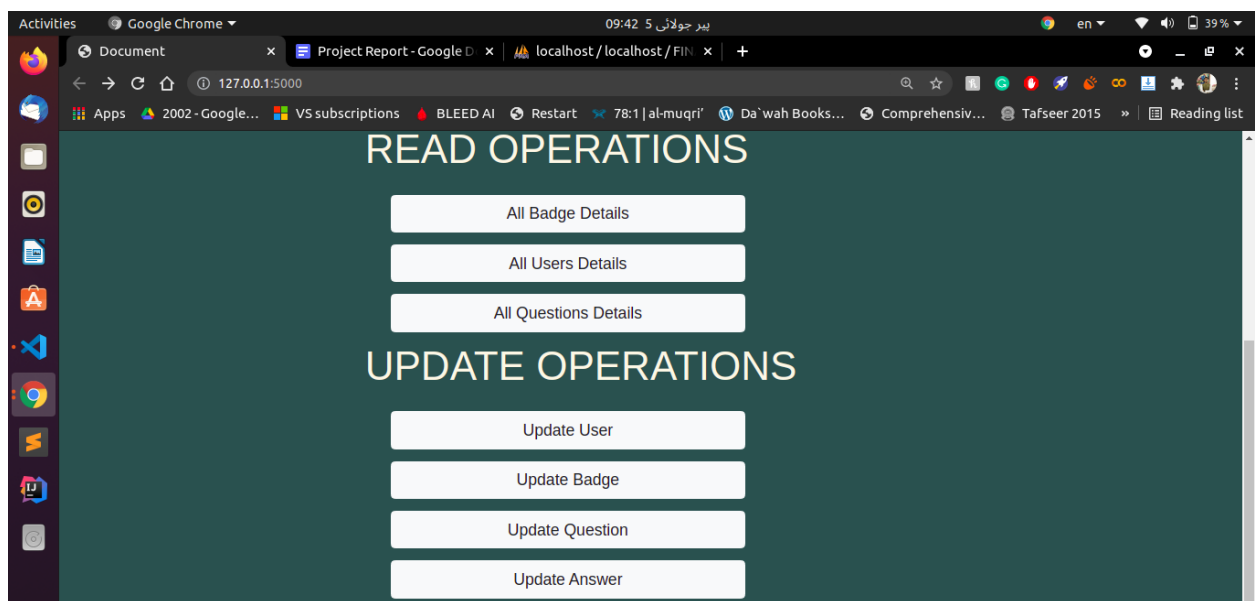 Activities Google Chrome ▾ پیر جولائی 5 09:42 en ▾ 39 % ▾
Document × Project Report - Google D × localhost / localhost / FIN × +
127.0.0.1:5000
Apps 2002 - Google... VS subscriptions BLEED AI Restart 78:1 | al-muqri’ Da`wah Books... Comprehensiv... Tafseer 2015 » Reading list
READ OPERATIONS
All Badge Details
All Users Details
All Questions Details
UPDATE OPERATIONS
Update User
Update Badge
Update Question
Update Answer